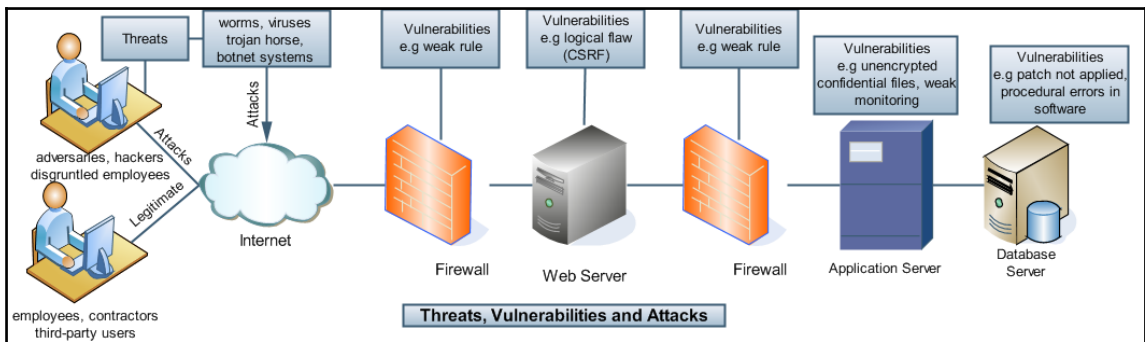 Threats
worms, viruses
trojan horse,
botnet systems
Vulnerabilities
e.g weak rule
Vulnerabilities
e.g logical flaw
(CSRF)
Vulnerabilities
e.g weak rule
Vulnerabilities
e.g unencrypted
confidential files, weak
monitoring
Vulnerabilities
e.g patch not applied,
procedural errors in
software
Attacks
adversaries, hackers
disgruntled employees
Attacks
Legitimate
Internet
Firewall
Web Server
Firewall
Application Server
Database
Server
employees, contractors
third-party users
Threats, Vulnerabilities and Attacks